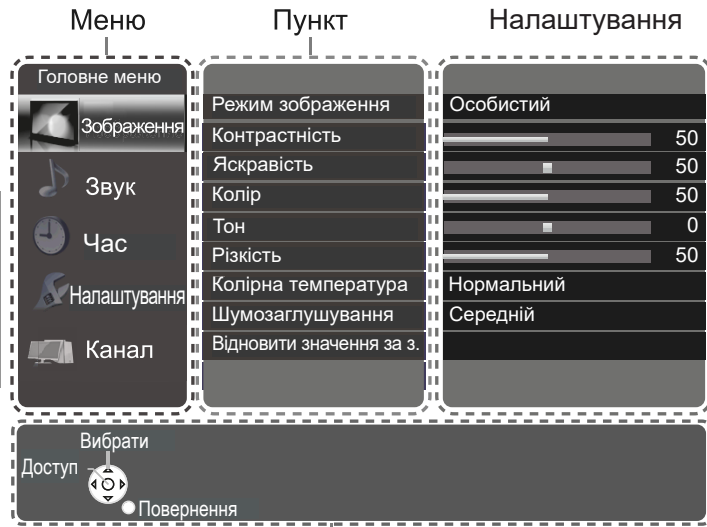 Меню Пункт Налаштування
Головне меню
Зображення
Звук
Час
Налаштування
Канал
Режим зображення Особистий
Контрастність 50
Яскравість 50
Колір 50
Тон 0
Різкість 50
Колірна температура Нормальний
Шумозаглушування Середній
Відновити значення за з.
Вибрати
Доступ
Повернення